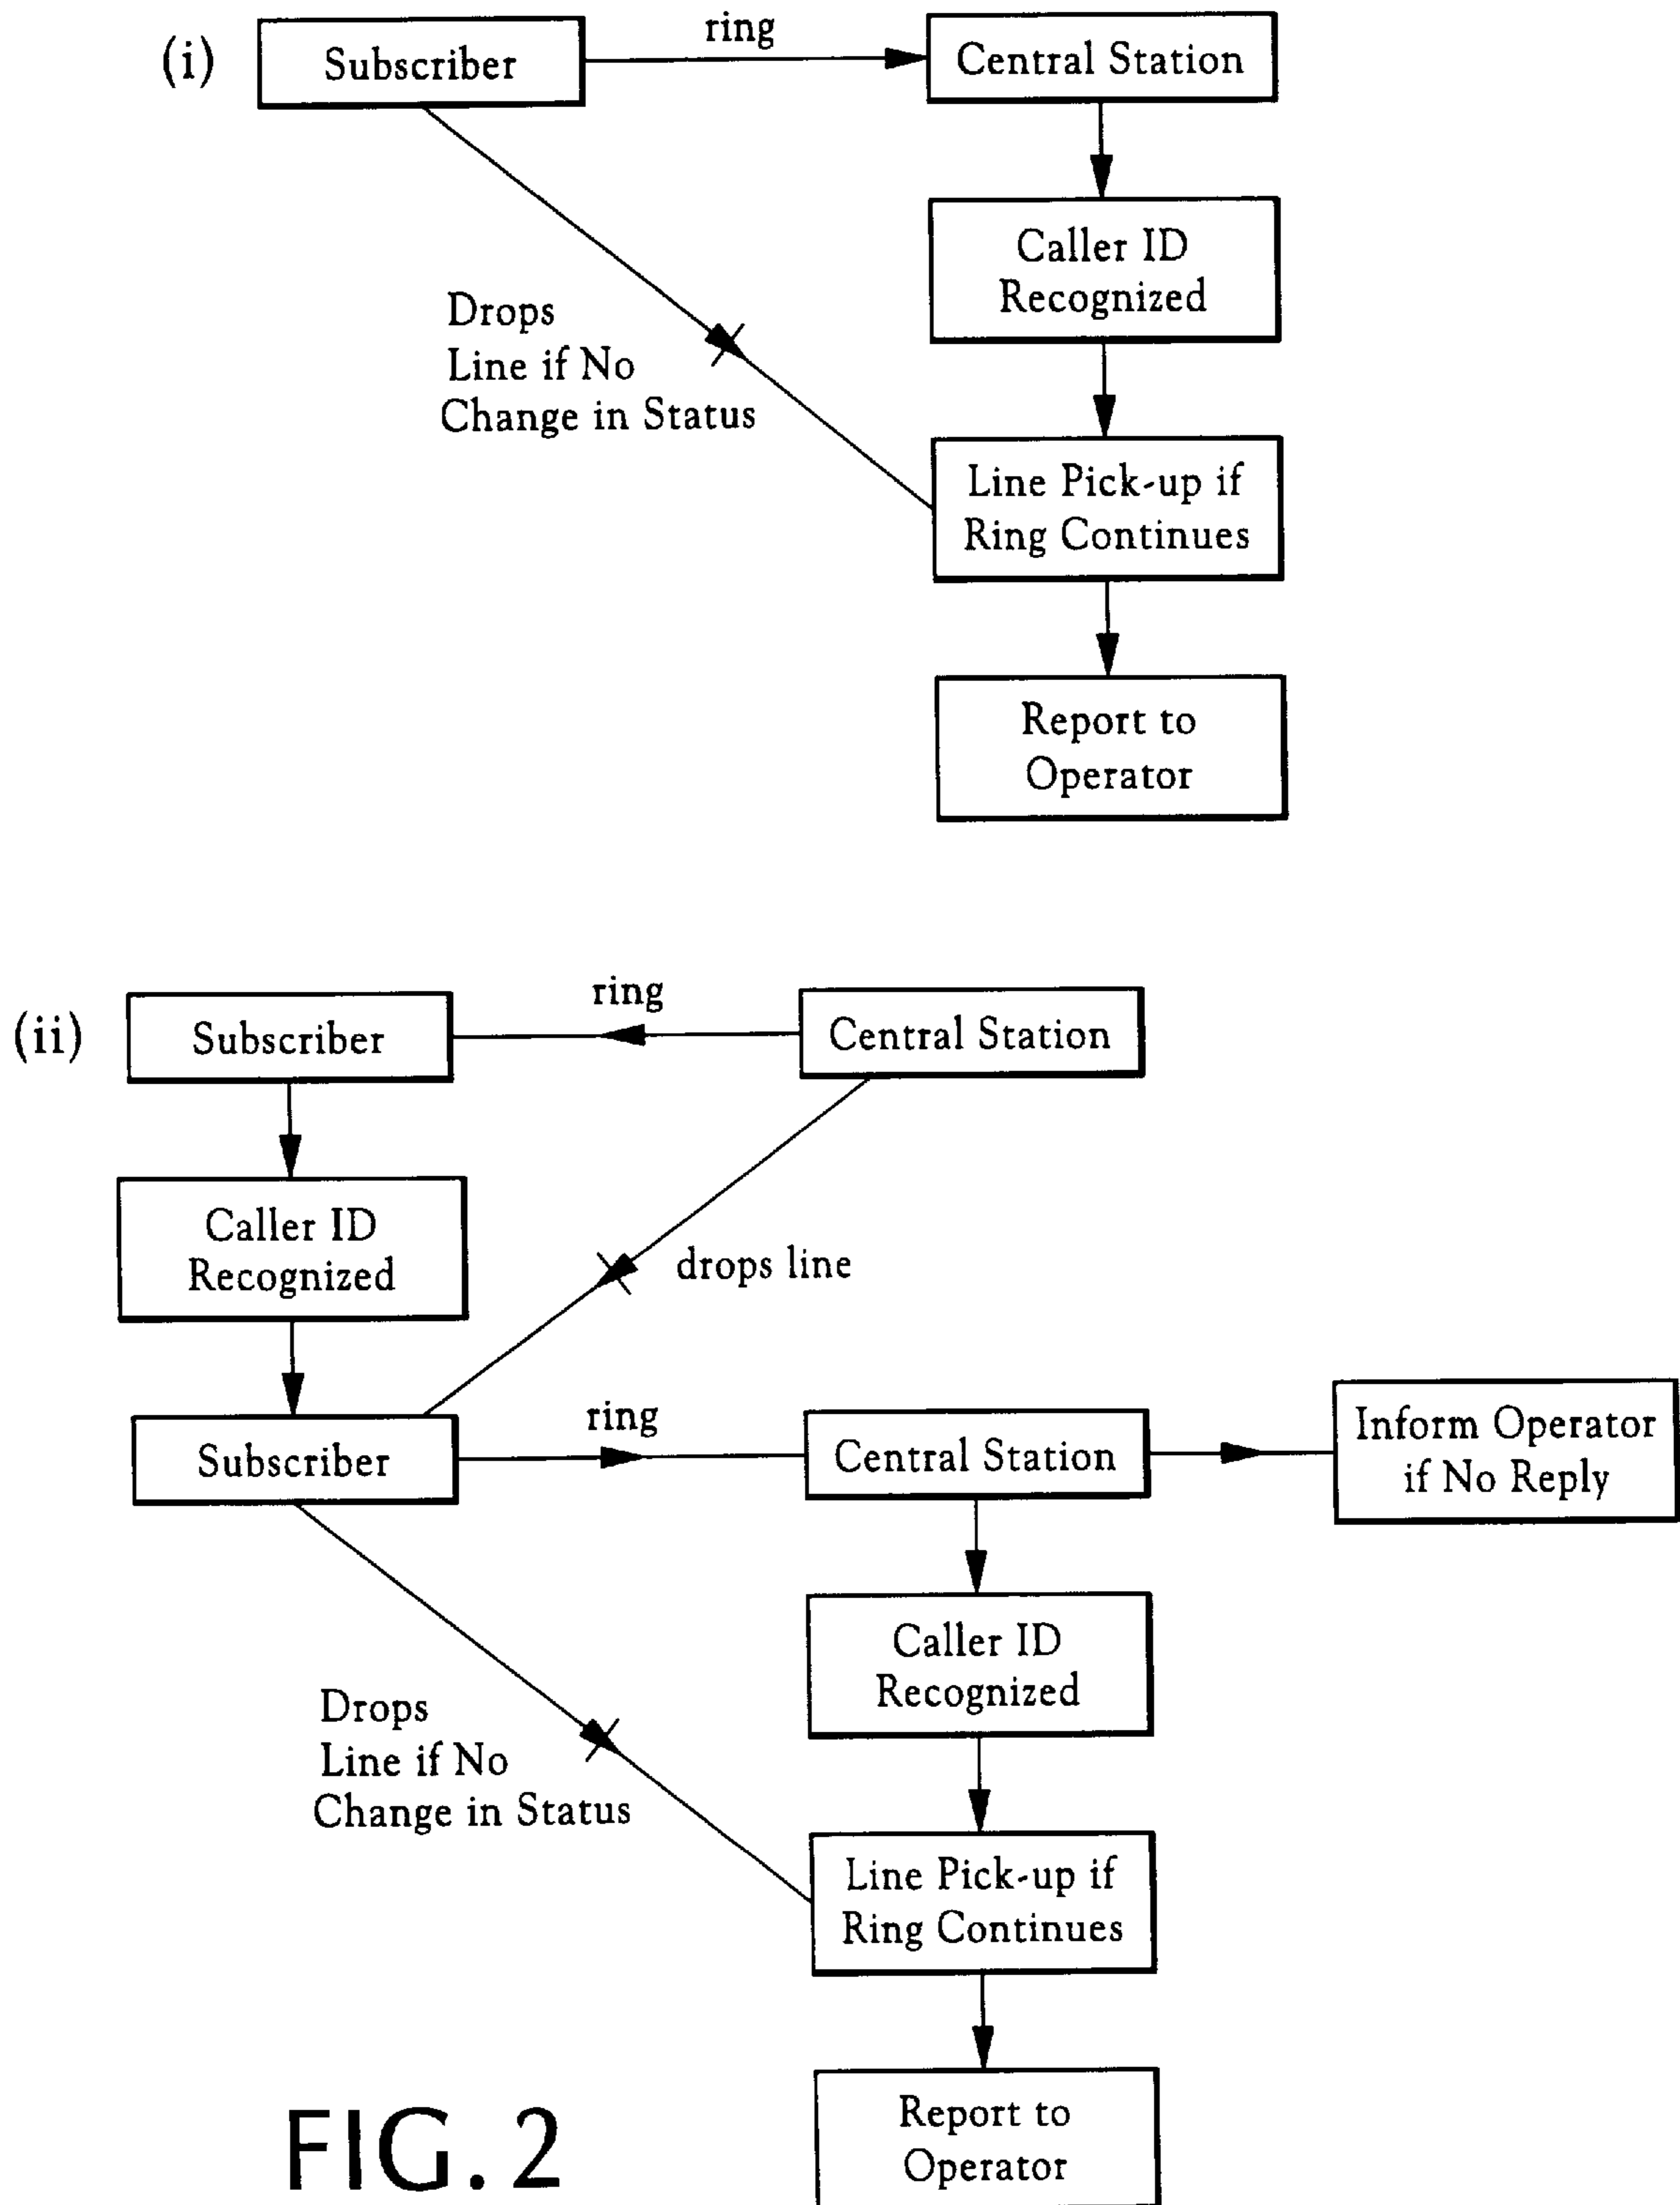 (i)
Subscriber
ring
Central Station
Caller ID
Recognized
Drops
Line if No
Change in Status
Line Pick-up if
Ring Continues
Report to
Operator
(ii)
Subscriber
ring
Central Station
Caller ID
Recognized
drops line
Subscriber
ring
Central Station
Inform Operator
if No Reply
Caller ID
Recognized
Drops
Line if No
Change in Status
Line Pick-up if
Ring Continues
Report to
Operator
FIG. 2